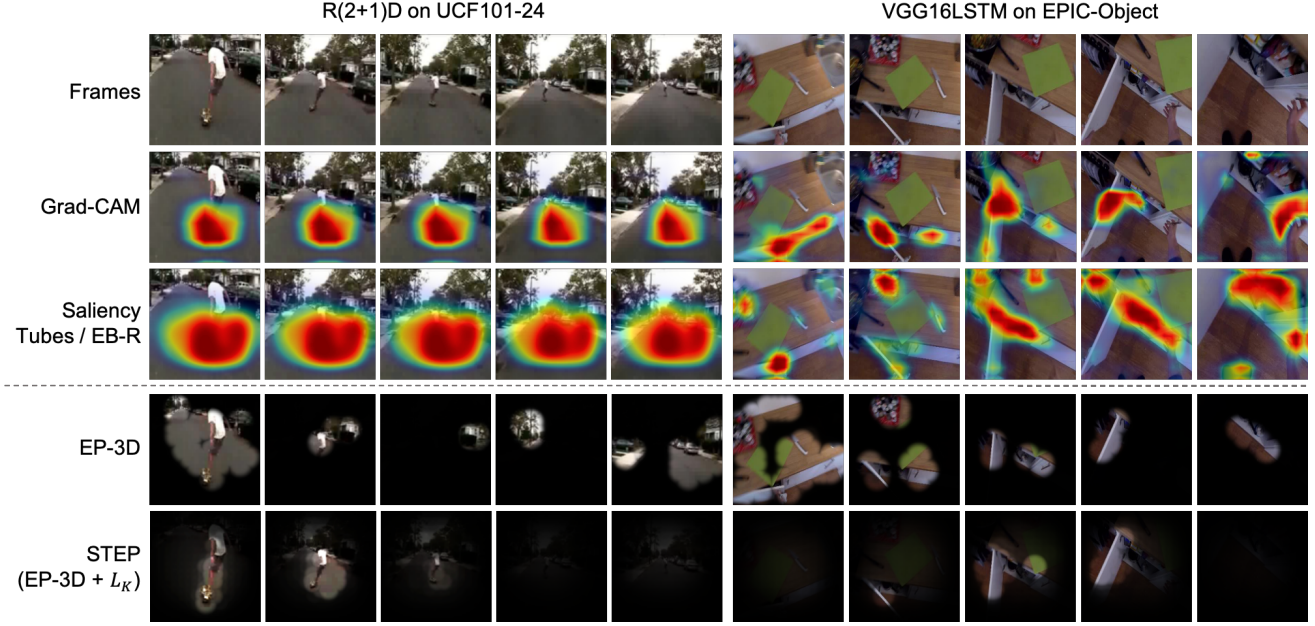 R(2+1)D on UCF101-24
VGG16LSTM on EPIC-Object
Frames
Grad-CAM
Saliency
Tubes / EB-R
EP-3D
STEP
(EP-3D + $L_K$)